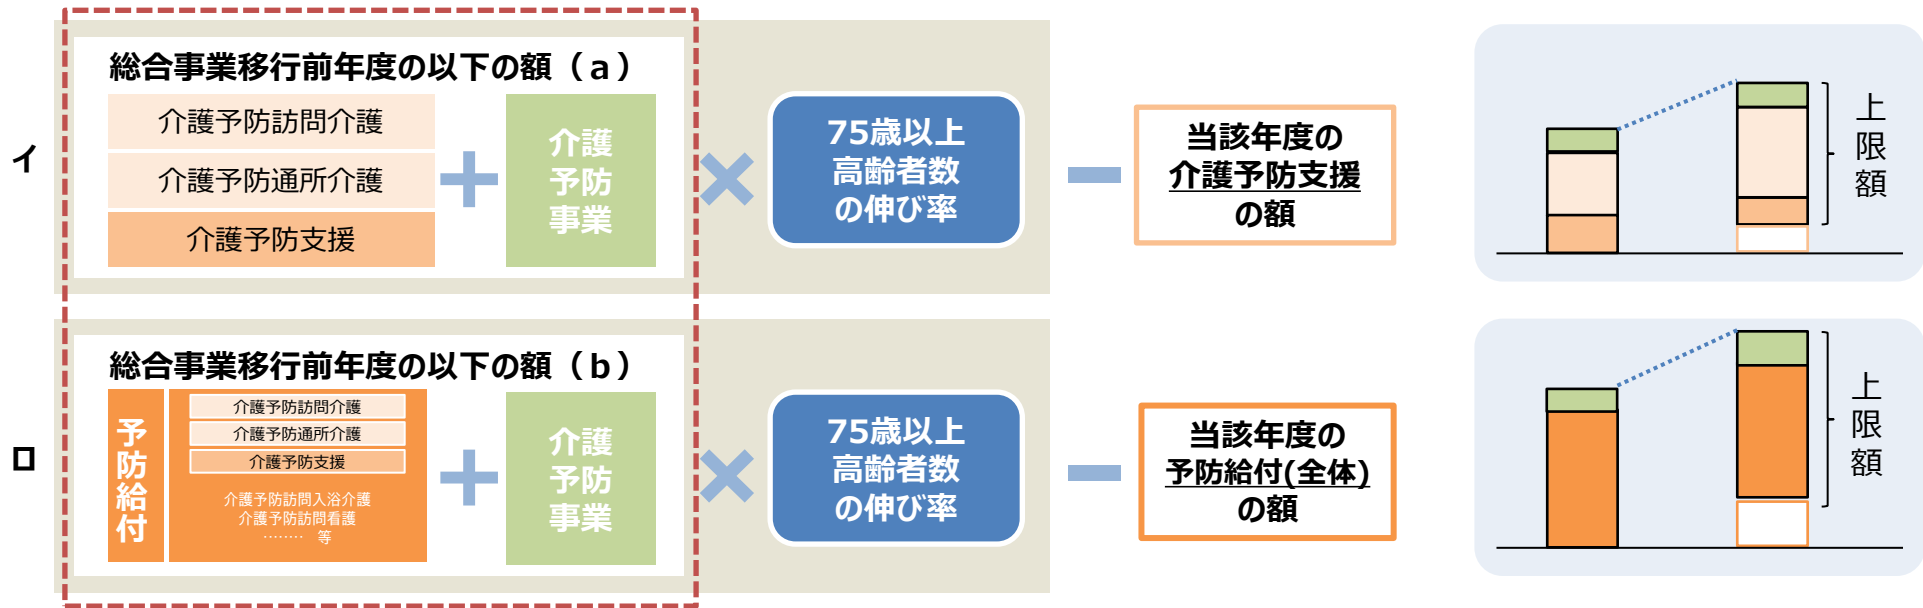 イ
総合事業移行前年度の以下の額（a）
介護予防訪問介護
介護予防通所介護
介護予防支援
＋
介護
予防
事業
×
75歳以上
高齢者数
の伸び率
－
当該年度の
介護予防支援
の額
上
限
額
ロ
総合事業移行前年度の以下の額（b）
予
防
給
付
介護予防訪問介護
介護予防通所介護
介護予防支援
介護予防訪問入浴介護
介護予防訪問看護
‥‥‥‥　等
＋
介護
予防
事業
×
75歳以上
高齢者数
の伸び率
－
当該年度の
予防給付(全体)
の額
上
限
額